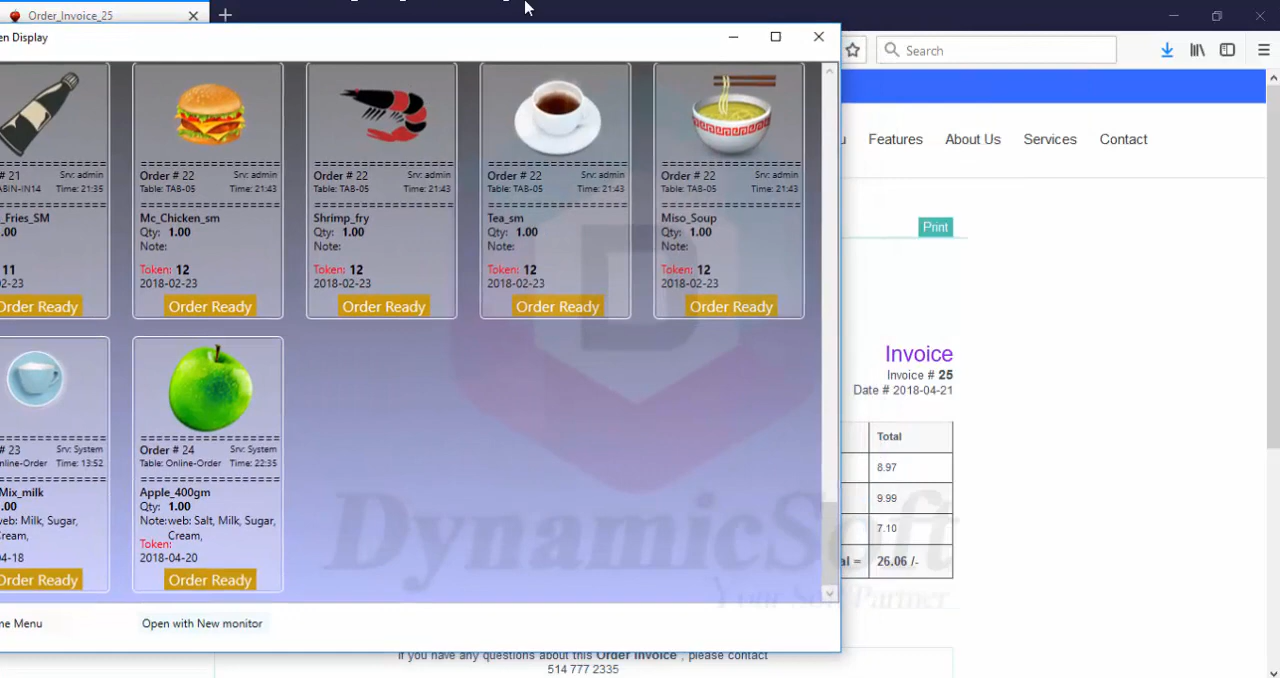 Order_Invoice_25
en Display
Search
# 21 Srv: admin
ABIN-IN14 Time: 21:35
_Fries_SM
.00
11
02-23
Order Ready
Order # 22 Srv: admin
Table: TAB-05 Time: 21:43
Mc_Chicken_sm
Qty: 1.00
Note:
Token: 12
2018-02-23
Order Ready
Order # 22 Srv: admin
Table: TAB-05 Time: 21:43
Shrimp_fry
Qty: 1.00
Note:
Token: 12
2018-02-23
Order Ready
Order # 22 Srv: admin
Table: TAB-05 Time: 21:43
Tea_sm
Qty: 1.00
Note:
Token: 12
2018-02-23
Order Ready
Order # 22 Srv: admin
Table: TAB-05 Time: 21:43
Miso_Soup
Qty: 1.00
Note:
Token: 12
2018-02-23
Order Ready
# 23 Srv: System
nline-Order Time: 13:52
Mix_milk
.00
web: Milk, Sugar,
Cream,
04-18
Order Ready
Order # 24 Srv: System
Table: Online-Order Time: 22:35
Apple_400gm
Qty: 1.00
Note:web: Salt, Milk, Sugar,
Cream,
Token:
2018-04-20
Order Ready
me Menu
Open with New monitor
u Features About Us Services Contact
Print
Invoice
Invoice # 25
Date # 2018-04-21
Total
8.97
9.99
7.10
al = 26.06 /-
DynamicSoft
Your Soft Partner
If you have any questions about this Order Invoice , please contact
514 777 2335